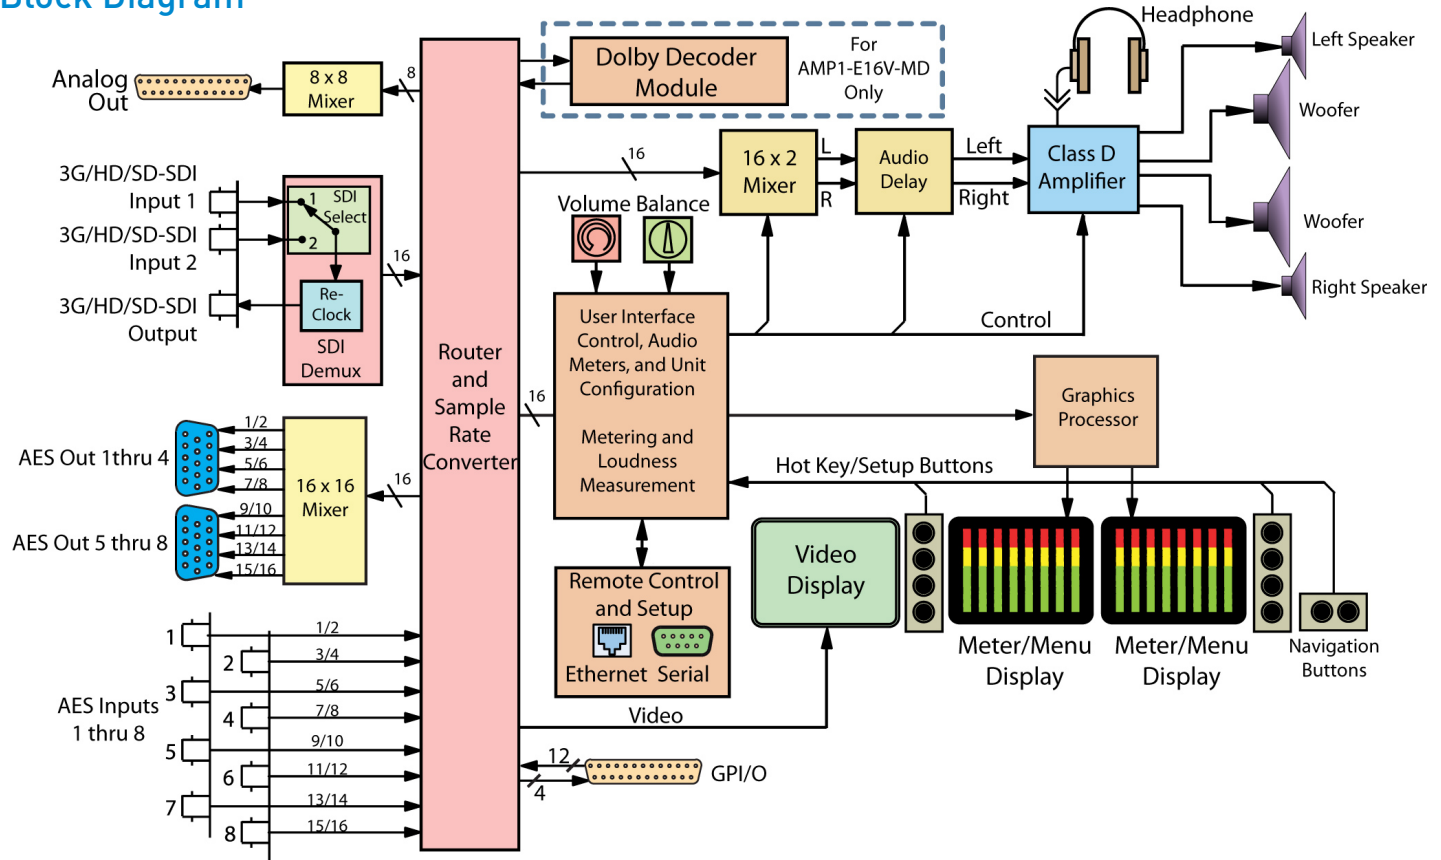 Block Diagram
Analog
Out
8 x 8
Mixer
8
Dolby Decoder
Module
For
AMP1-E16V-MD
Only
Headphone
Left Speaker
Woofer
Woofer
Right Speaker
3G/HD/SD-SDI
Input 1
3G/HD/SD-SDI
Input 2
3G/HD/SD-SDI
Output
1
SDI
Select
2
Re-
Clock
SDI
Demux
16
Router
and
Sample
Rate
Converter
16
16 x 2
Mixer
L
R
Audio
Delay
Left
Right
Class D
Amplifier
Volume Balance
User Interface
Control, Audio
Meters, and Unit
Configuration
Metering and
Loudness
Measurement
16
Control
Graphics
Processor
Hot Key/Setup Buttons
AES Out 1thru 4
AES Out 5 thru 8
1/2
3/4
5/6
7/8
9/10
11/12
13/14
15/16
16 x 16
Mixer
16
Remote Control
and Setup
Ethernet Serial
Video
Display
Meter/Menu
Display
Meter/Menu
Display
Navigation
Buttons
Video
AES Inputs
1 thru 8
1
2
3
4
5
6
7
8
1/2
3/4
5/6
7/8
9/10
11/12
13/14
15/16
12
4
GPI/O